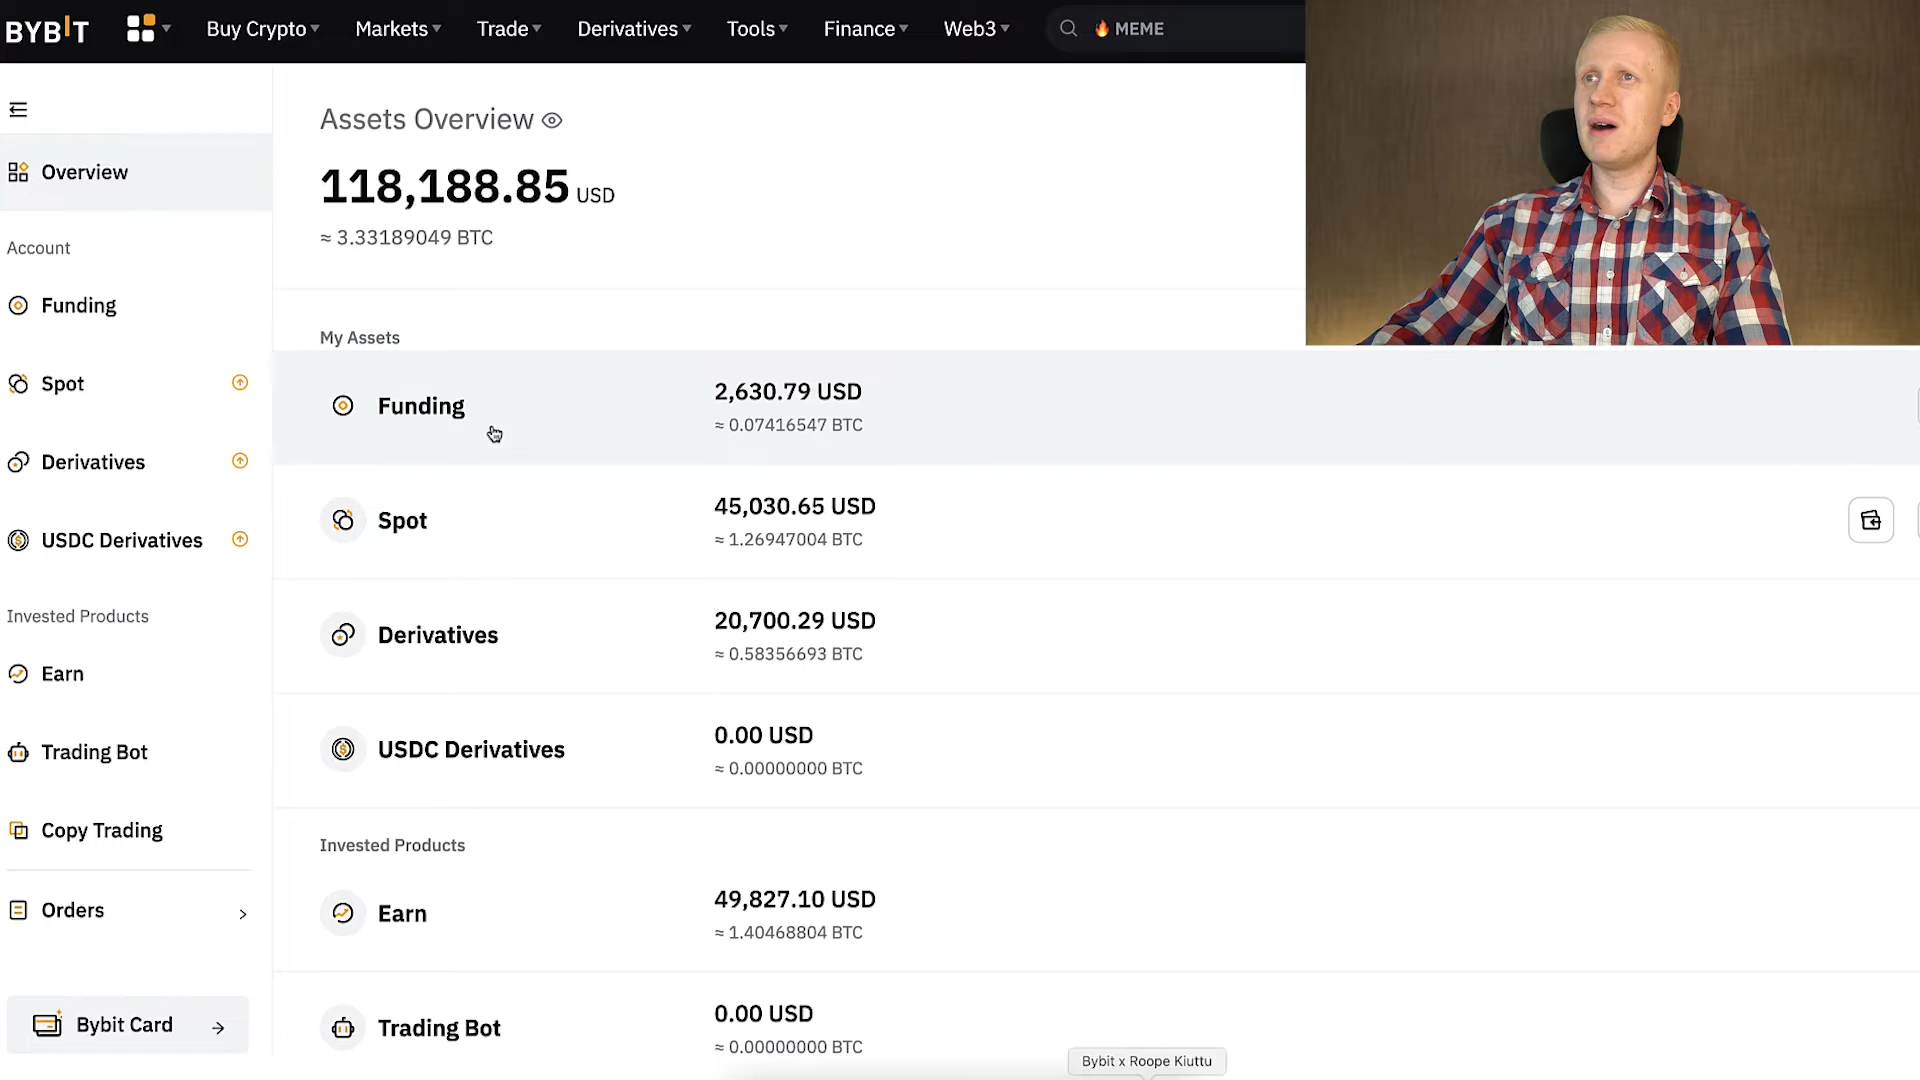 BYBIT
Buy Crypto
Markets
Trade
Derivatives
Tools
Finance
Web3
🔥 MEME
Overview
Account
Funding
Spot
Derivatives
USDC Derivatives
Invested Products
Earn
Trading Bot
Copy Trading
Orders
Bybit Card
Assets Overview
118,188.85 USD
≈ 3.33189049 BTC
My Assets
Funding
2,630.79 USD
≈ 0.07416547 BTC
Spot
45,030.65 USD
≈ 1.26947004 BTC
Derivatives
20,700.29 USD
≈ 0.58356693 BTC
USDC Derivatives
0.00 USD
≈ 0.00000000 BTC
Invested Products
Earn
49,827.10 USD
≈ 1.40468804 BTC
Trading Bot
0.00 USD
≈ 0.00000000 BTC
Bybit x Roope Kiuttu